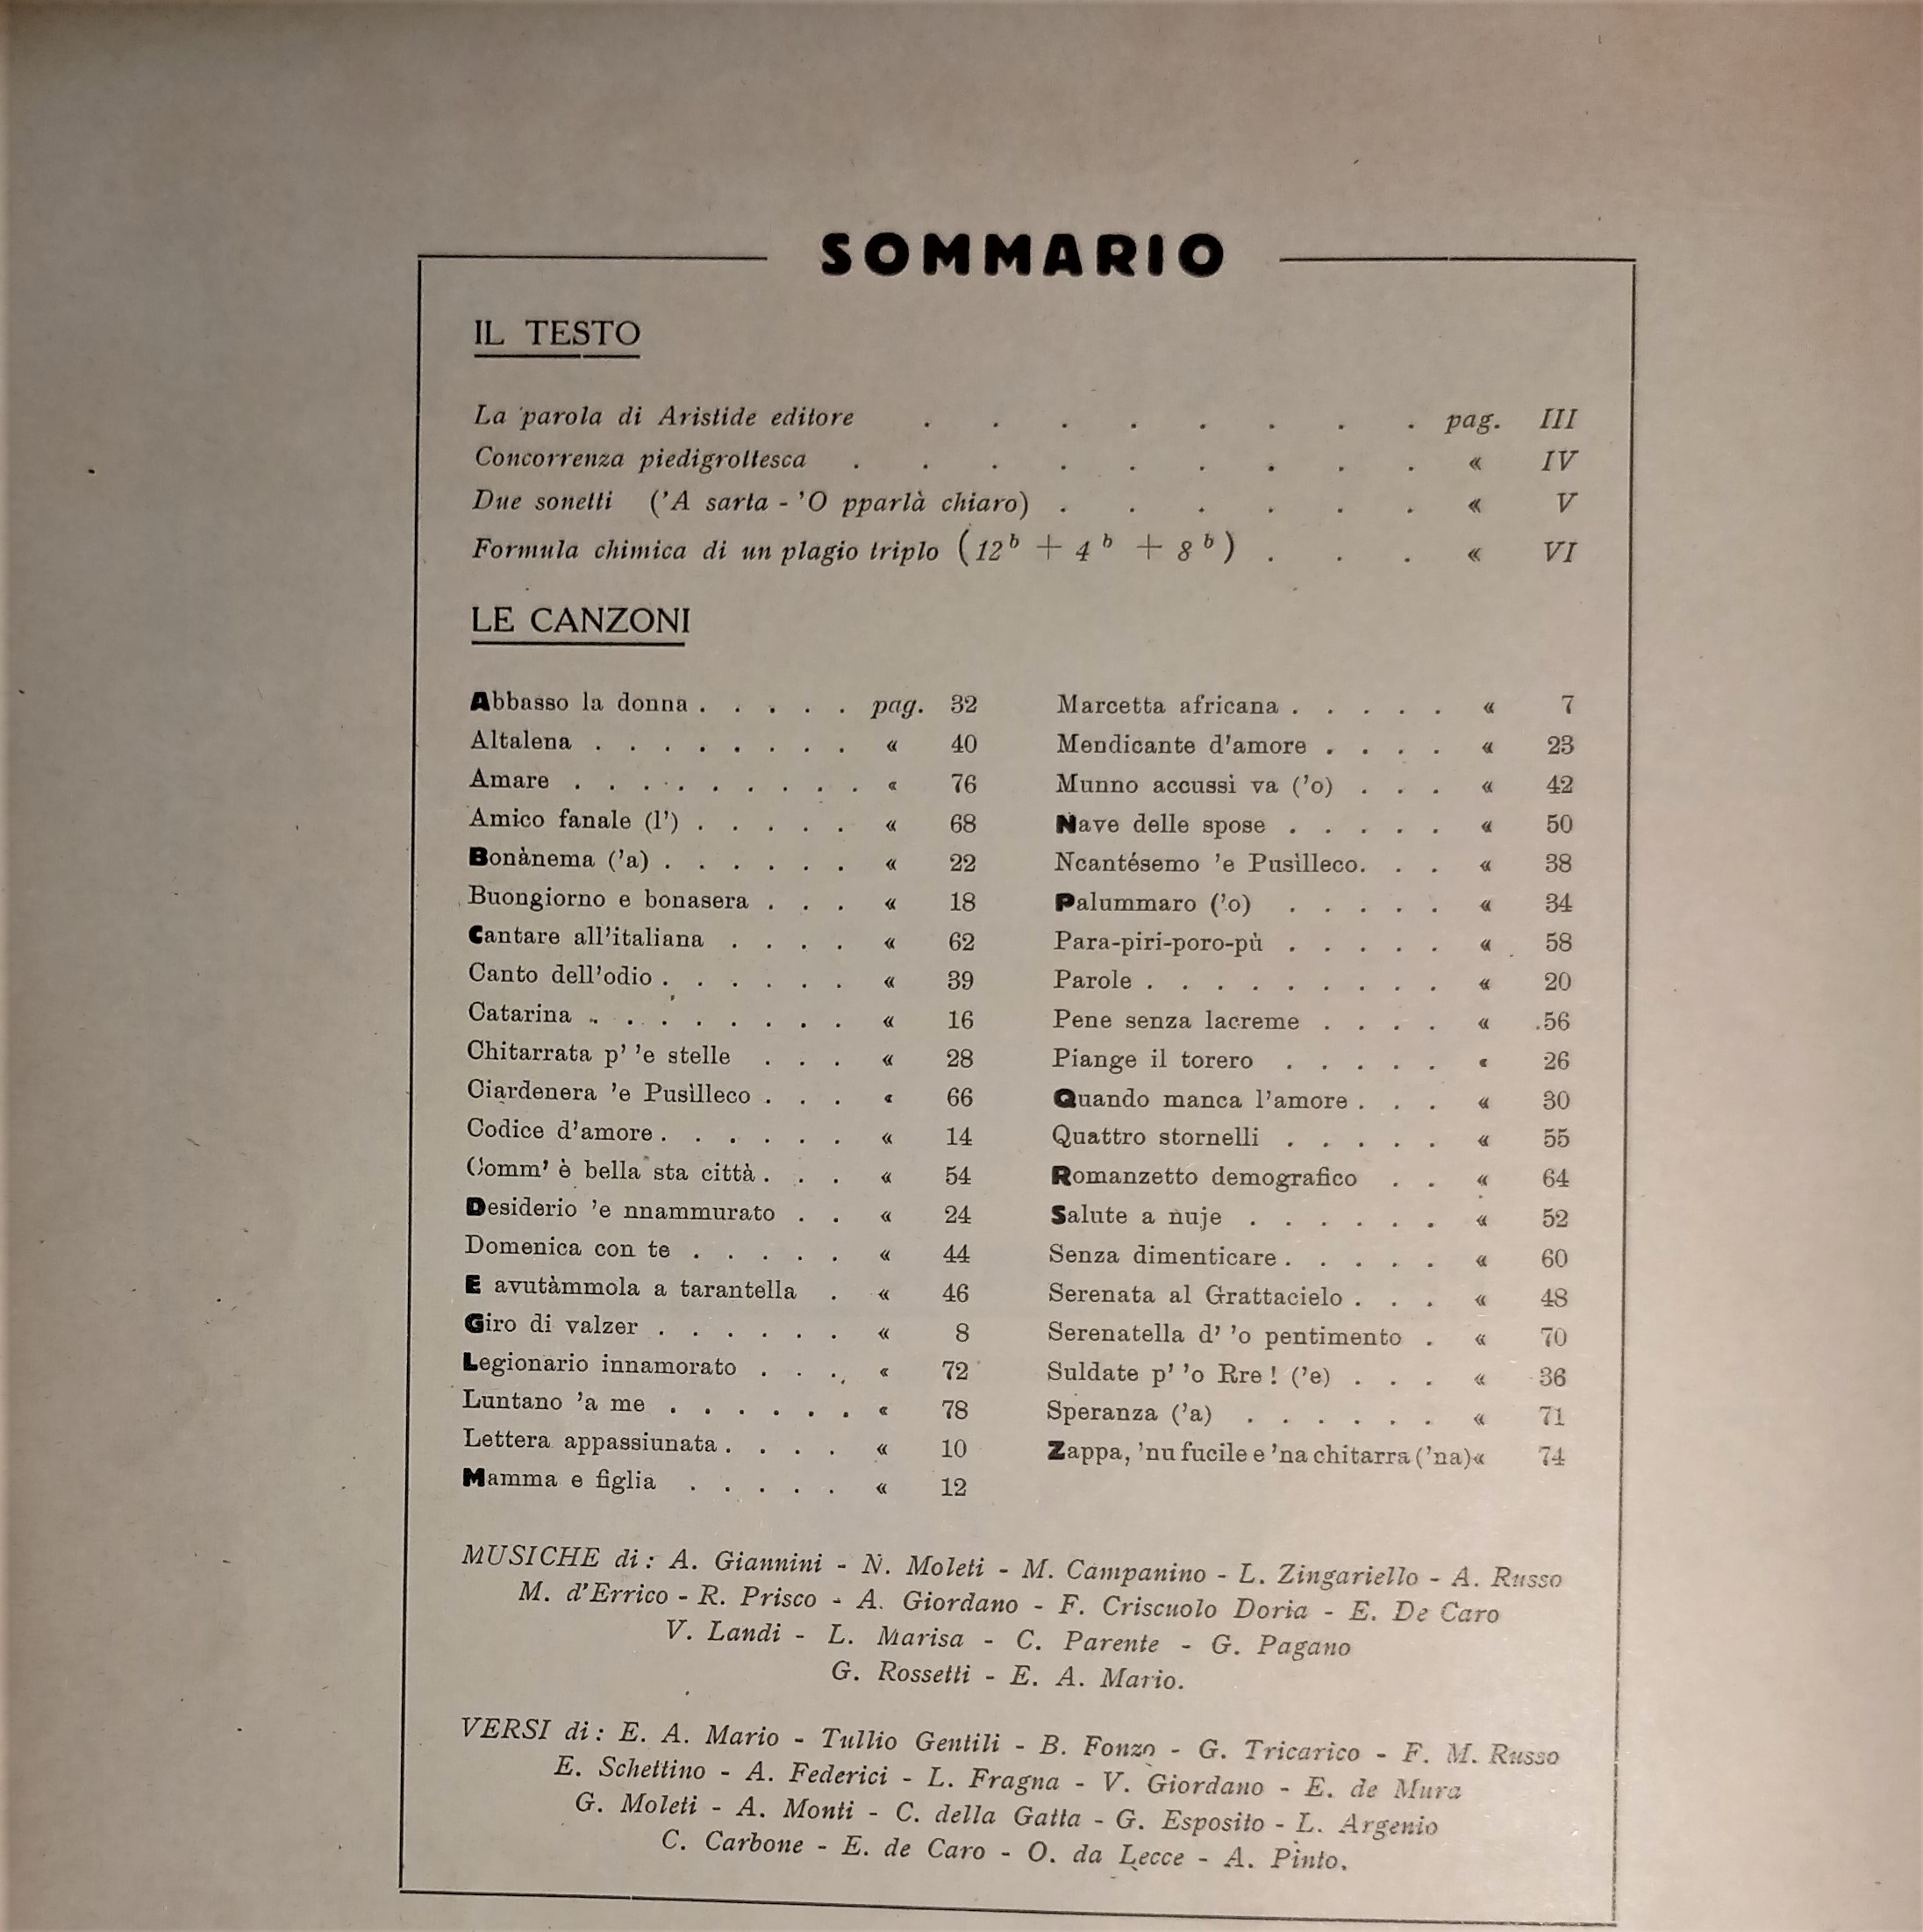 SOMMARIO
IL TESTO
La parola di Aristide editore . . . . . . . . pag. III
Concorrenza piedigrottesca . . . . . . . . . « IV
Due sonetti ('A sarta - 'O pparlà chiaro) . . . . . . « V
Formula chimica di un plagio triplo (12ᵇ + 4ᵇ + 8ᵇ) . . . « VI
LE CANZONI
Abbasso la donna . . . . . pag. 32
Altalena . . . . . . . . « 40
Amare . . . . . . . . . « 76
Amico fanale (l') . . . . . « 68
Bonànema ('a) . . . . . . « 22
Buongiorno e bonasera . . . « 18
Cantare all'italiana . . . . « 62
Canto dell'odio . . . . . . « 39
Catarina . . . . . . . . « 16
Chitarrata p' 'e stelle . . . « 28
Ciardenera 'e Pusìlleco . . . « 66
Codice d'amore . . . . . . « 14
Comm' è bella sta città . . . « 54
Desiderio 'e nnammurato . . « 24
Domenica con te . . . . . « 44
E avutàmmola a tarantella . « 46
Giro di valzer . . . . . . « 8
Legionario innamorato . . . « 72
Luntano 'a me . . . . . . « 78
Lettera appassiunata . . . . « 10
Mamma e figlia . . . . . « 12
Marcetta africana . . . . . « 7
Mendicante d'amore . . . . « 23
Munno accussì va ('o) . . . « 42
Nave delle spose . . . . . « 50
Ncantésemo 'e Pusìlleco. . . « 38
Palummaro ('o) . . . . . « 34
Para-piri-poro-pù . . . . . « 58
Parole . . . . . . . . . « 20
Pene senza lacreme . . . . « 56
Piange il torero . . . . . « 26
Quando manca l'amore . . . « 30
Quattro stornelli . . . . . « 55
Romanzetto demografico . . « 64
Salute a nuje . . . . . . « 52
Senza dimenticare . . . . . « 60
Serenata al Grattacielo . . . « 48
Serenatella d' 'o pentimento . « 70
Suldate p' 'o Rre ! ('e) . . . « 36
Speranza ('a) . . . . . . « 71
Zappa, 'nu fucile e 'na chitarra ('na) « 74
MUSICHE di : A. Giannini - N. Moleti - M. Campanino - L. Zingariello - A. Russo
M. d'Errico - R. Prisco - A. Giordano - F. Criscuolo Doria - E. De Caro
V. Landi - L. Marisa - C. Parente - G. Pagano
G. Rossetti - E. A. Mario.
VERSI di : E. A. Mario - Tullio Gentili - B. Fonzo - G. Tricarico - F. M. Russo
E. Schettino - A. Federici - L. Fragna - V. Giordano - E. de Mura
G. Moleti - A. Monti - C. della Gatta - G. Esposito - L. Argenio
C. Carbone - E. de Caro - O. da Lecce - A. Pinto.